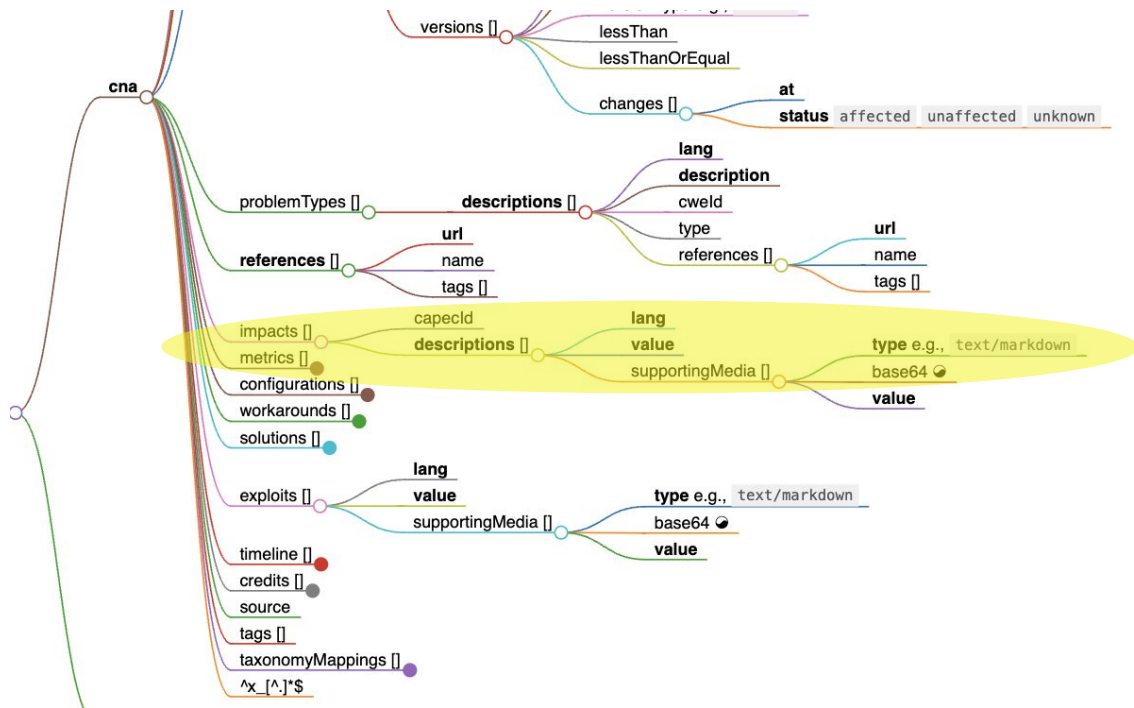 versions []
lessThan
lessThanOrEqual
cna
changes []
at
status affected unaffected unknown
problemTypes []
descriptions []
lang
description
cweId
type
references []
url
name
tags []
references []
url
name
tags []
impacts []
capecId
descriptions []
lang
value
supportingMedia []
type e.g., text/markdown
base64
value
metrics []
configurations []
workarounds []
solutions []
exploits []
lang
value
supportingMedia []
type e.g., text/markdown
base64
value
timeline []
credits []
source
tags []
taxonomyMappings []
^x_[^.]*$